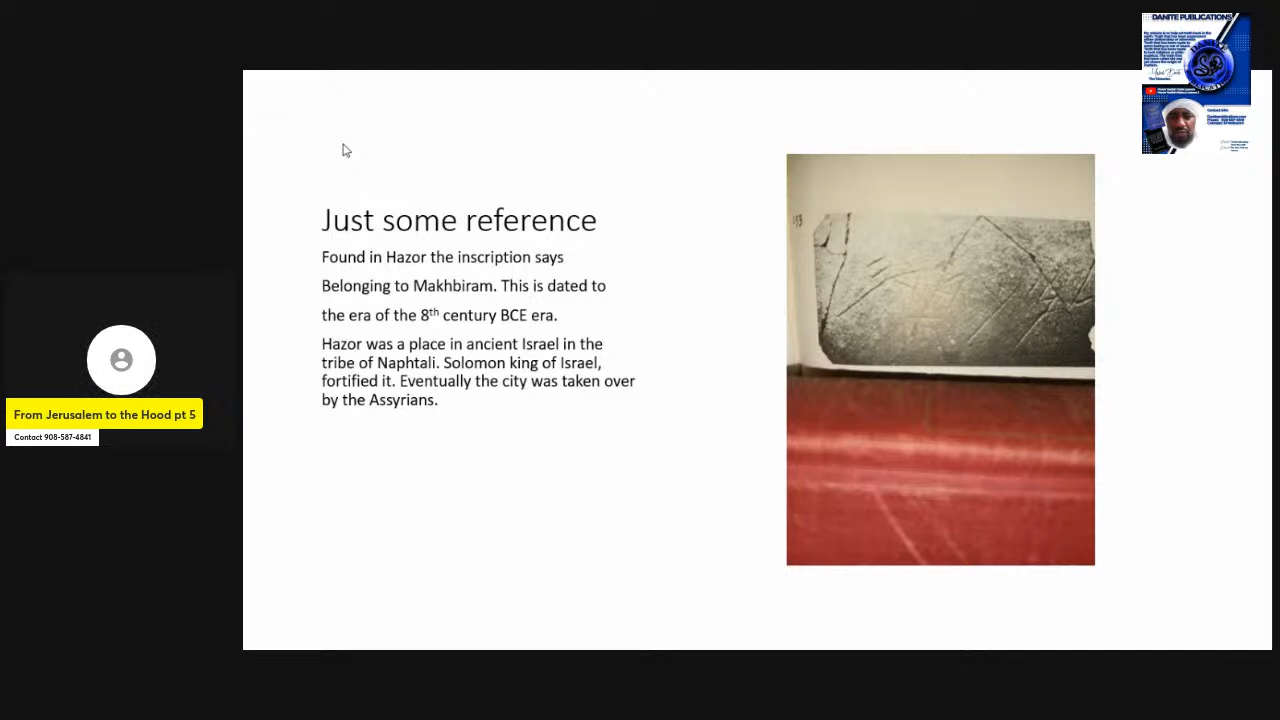 DANITE PUBLICATIONS
Just some reference
Found in Hazor the inscription says
Belonging to Makhbiram. This is dated to
the era of the 8th century BCE era.
Hazor was a place in ancient Israel in the
tribe of Naphtali. Solomon king of Israel,
fortified it. Eventually the city was taken over
by the Assyrians.
From Jerusalem to the Hood pt 5
Contact 908-587-4841